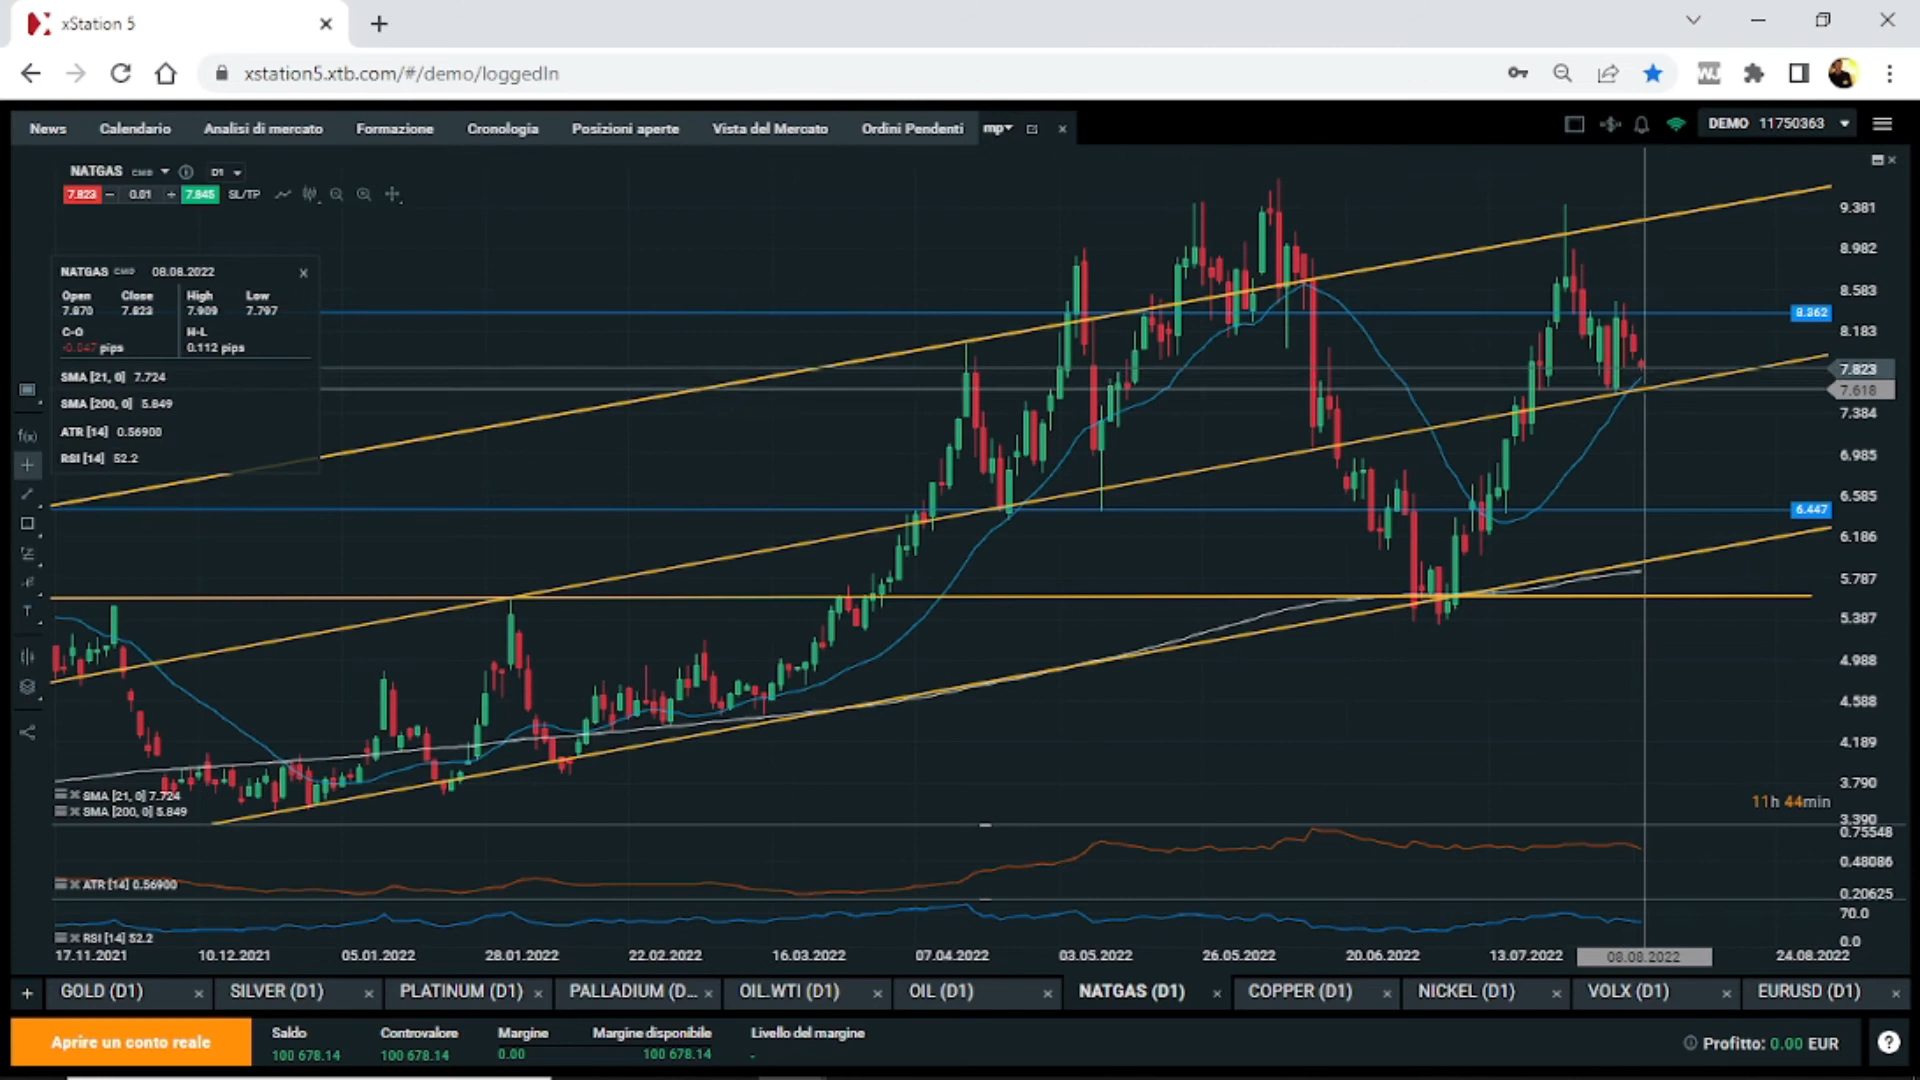 xStation 5
xstation5.xtb.com/#/demo/loggedIn
News Calendario Analisi di mercato Formazione Cronologia Posizioni aperte Vista del Mercato Ordini Pendenti mp DEMO 11750363
NATGAS CMD D1
7.823 0.01 7.845 SL/TP
NATGAS CMD 08.08.2022
Open Close High Low
7.870 7.823 7.909 7.797
C-O H-L
-0.047 pips 0.112 pips
SMA [21, 0] 7.724
SMA [200, 0] 5.849
ATR [14] 0.56900
RSI [14] 52.2
f(x)
T
9.381
8.982
8.583
8.362
8.183
7.823
7.618
7.384
6.985
6.585
6.447
6.186
5.787
5.387
4.988
4.588
4.189
3.790
11h 44min
3.390
SMA [21, 0] 7.724
SMA [200, 0] 5.849
0.75548
0.48086
0.20625
ATR [14] 0.56900
70.0
0.0
RSI [14] 52.2
17.11.2021 10.12.2021 05.01.2022 28.01.2022 22.02.2022 16.03.2022 07.04.2022 03.05.2022 26.05.2022 20.06.2022 13.07.2022 08.08.2022 24.08.2022
GOLD (D1) SILVER (D1) PLATINUM (D1) PALLADIUM (D... OIL.WTI (D1) OIL (D1) NATGAS (D1) COPPER (D1) NICKEL (D1) VOLX (D1) EURUSD (D1)
Aprire un conto reale
Saldo Controvalore Margine Margine disponibile Livello del margine
100 678.14 100 678.14 0.00 100 678.14 -
Profitto: 0.00 EUR